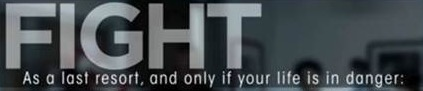 FIGHT
As a last resort, and only if your life is in danger: